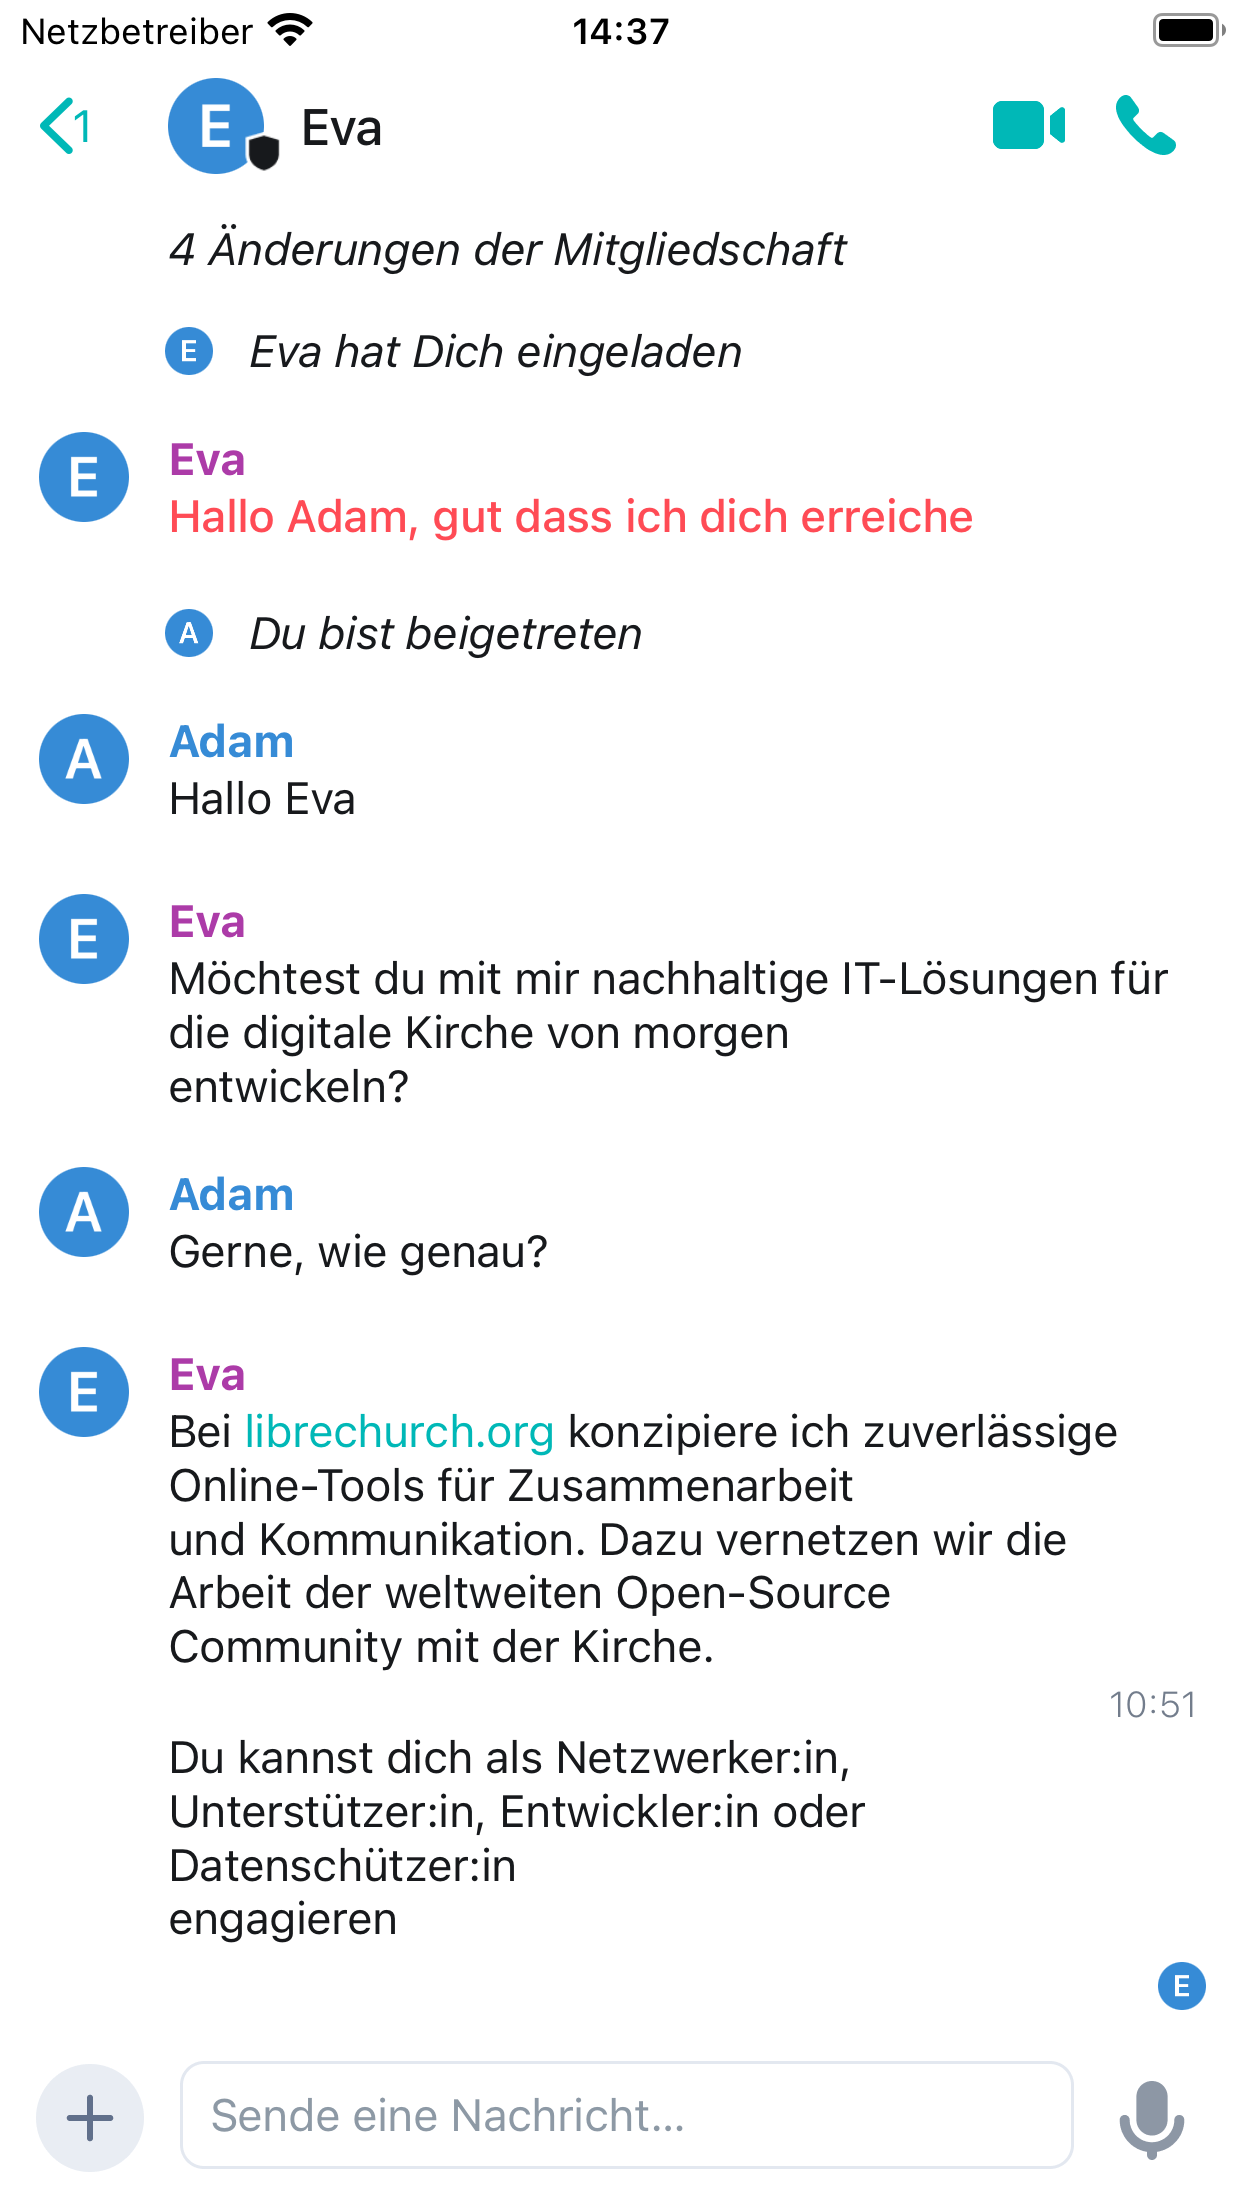 Netzbetreiber 14:37
1 E Eva
4 Änderungen der Mitgliedschaft
E Eva hat Dich eingeladen
E Eva
Hallo Adam, gut dass ich dich erreiche
A Du bist beigetreten
A Adam
Hallo Eva
E Eva
Möchtest du mit mir nachhaltige IT-Lösungen für
die digitale Kirche von morgen
entwickeln?
A Adam
Gerne, wie genau?
E Eva
Bei librechurch.org konzipiere ich zuverlässige
Online-Tools für Zusammenarbeit
und Kommunikation. Dazu vernetzen wir die
Arbeit der weltweiten Open-Source
Community mit der Kirche.
10:51
Du kannst dich als Netzwerker:in,
Unterstützer:in, Entwickler:in oder
Datenschützer:in
engagieren
E
Sende eine Nachricht...